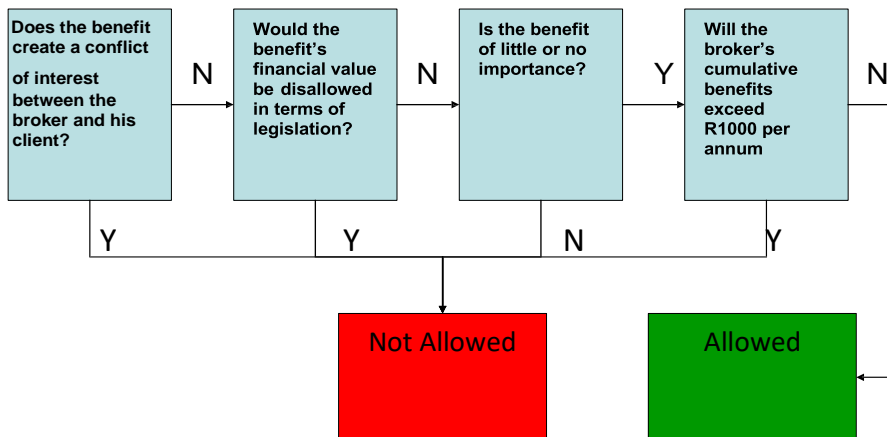 Does the benefit
create a conflict
of interest
between the
broker and his
client?
N
Would the
benefit's
financial value
be disallowed
in terms of
legislation?
N
Is the benefit
of little or no
importance?
Y
Will the
broker's
cumulative
benefits
exceed
R1000 per
annum
N
Y
Y
N
Y
Not Allowed
Allowed